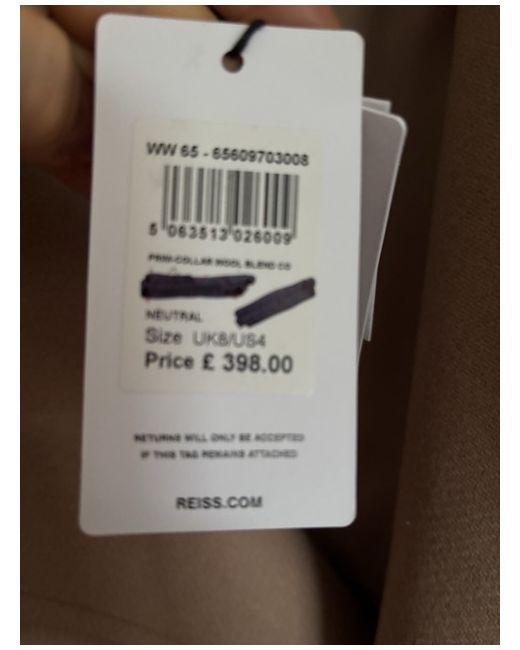 WW 65 - 65609703008
5 063513 026009
PRIM-COLLAR WOOL BLEND CO
NEUTRAL
Size UK8/US4
Price £ 398.00
RETURNS WILL ONLY BE ACCEPTED
IF THIS TAG REMAINS ATTACHED
REISS.COM